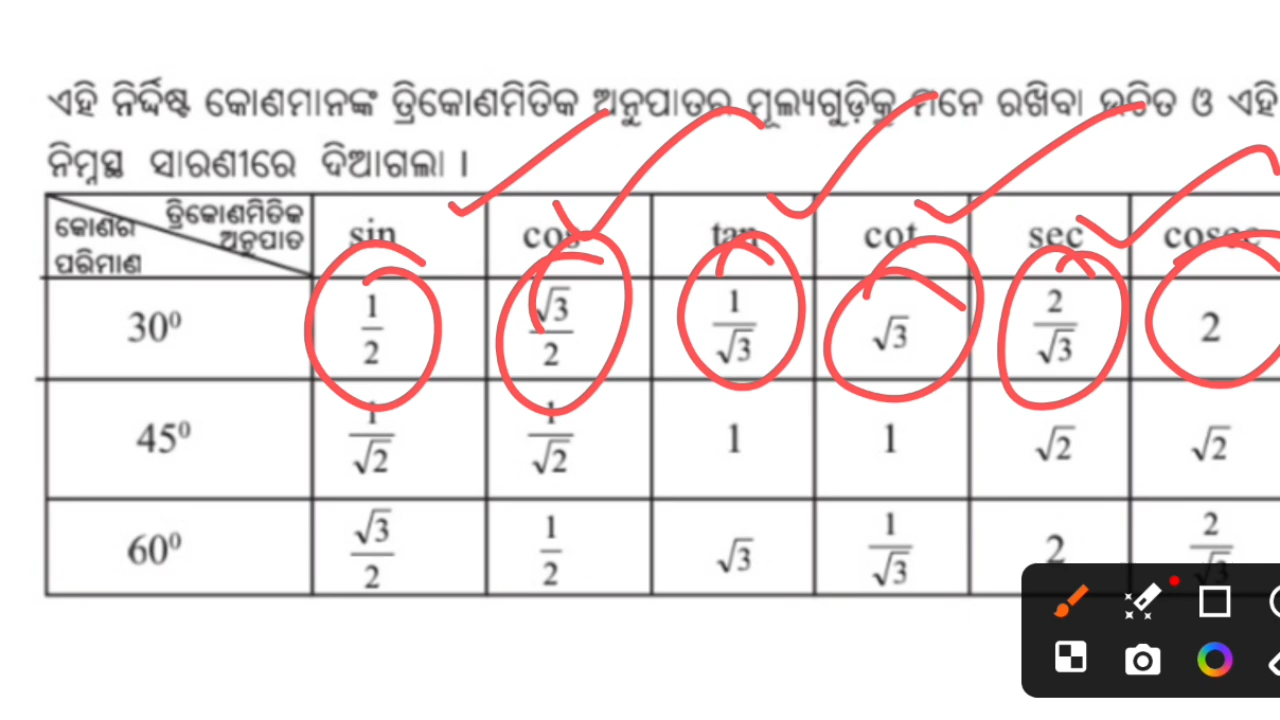 ଏହି ନିର୍ଦ୍ଦିଷ୍ଟ କୋଣମାନଙ୍କ ତ୍ରିକୋଣମିତିକ ଅନୁପାତର ମୂଲ୍ୟଗୁଡ଼ିକୁ ମନେ ରଖିବା ଉଚିତ ଓ ଏହି
ନିମ୍ନସ୍ଥ ସାରଣୀରେ ଦିଆଗଲା ।
କୋଣର ପରିମାଣ ତ୍ରିକୋଣମିତିକ ଅନୁପାତ sin cos tan cot sec cosec
30⁰ 1/2 √3/2 1/√3 √3 2/√3 2
45⁰ 1/√2 1/√2 1 1 √2 √2
60⁰ √3/2 1/2 √3 1/√3 2 2/√3